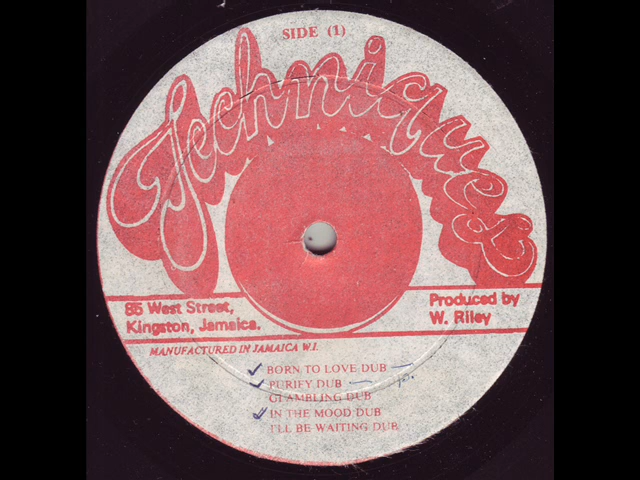 SIDE (1)
Techniques
85 West Street,
Kingston, Jamaica.
Produced by
W. Riley
MANUFACTURED IN JAMAICA W.I.
BORN TO LOVE DUB
PURIFY DUB
GLAMBLING DUB
IN THE MOOD DUB
I'LL BE WAITING DUB